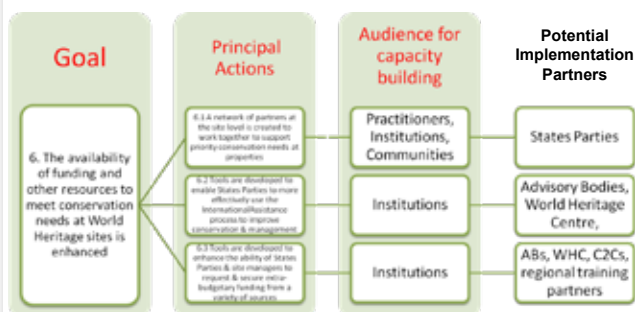 Goal
Principal
Actions
Audience for
capacity
building
Potential
Implementation
Partners
6. The availability
of funding and
other resources to
meet conservation
needs at World
Heritage sites is
enhanced
6.1 A network of partners at
the site level is created to
work together to support
priority conservation needs at
properties
Practitioners,
Institutions,
Communities
States Parties
6.2 Tools are developed to
enable States Parties to more
effectively use the
International Assistance
process to improve
conservation & management
Institutions
Advisory Bodies,
World Heritage
Centre,
6.3 Tools are developed to
enhance the ability of States
Parties & site managers to
request & secure extra-
budgetary funding from a
variety of sources
Institutions
ABs, WHC, C2Cs,
regional training
partners